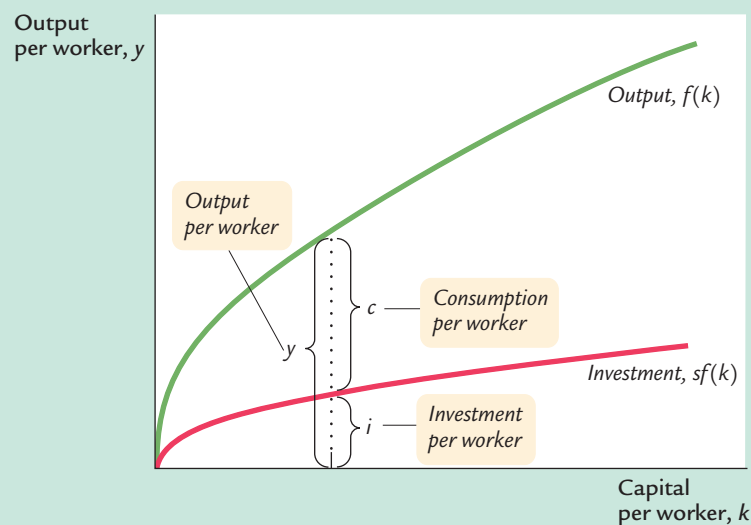 Output
per worker, y
Output, f(k)
Output
per worker
c
Consumption
per worker
y
Investment, sf(k)
i
Investment
per worker
Capital
per worker, k